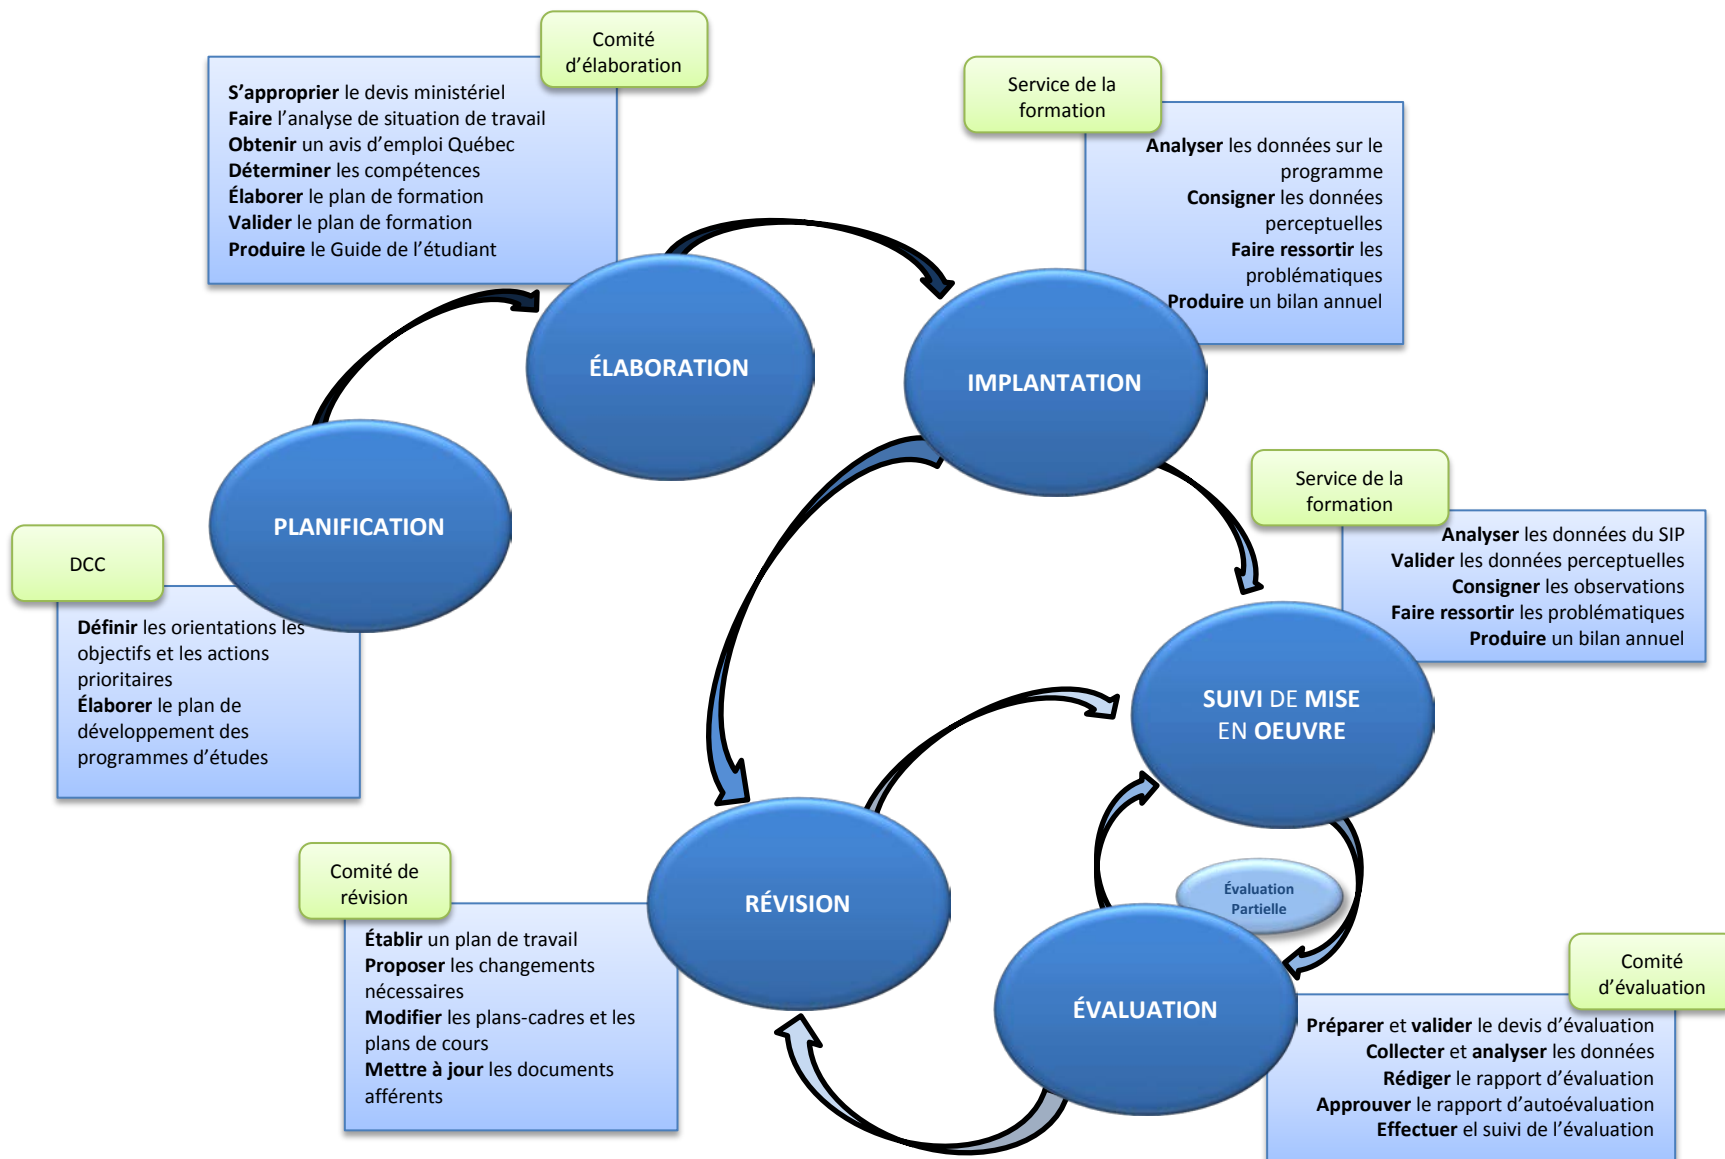 Comité
d’élaboration
S’approprier le devis ministériel
Faire l’analyse de situation de travail
Obtenir un avis d’emploi Québec
Déterminer les compétences
Élaborer le plan de formation
Valider le plan de formation
Produire le Guide de l’étudiant
Service de la
formation
Analyser les données sur le
programme
Consigner les données
perceptuelles
Faire ressortir les
problématiques
Produire un bilan annuel
ÉLABORATION
IMPLANTATION
PLANIFICATION
DCC
Définir les orientations les
objectifs et les actions
prioritaires
Élaborer le plan de
développement des
programmes d’études
Service de la
formation
Analyser les données du SIP
Valider les données perceptuelles
Consigner les observations
Faire ressortir les problématiques
Produire un bilan annuel
SUIVI DE MISE
EN OEUVRE
Comité de
révision
Établir un plan de travail
Proposer les changements
nécessaires
Modifier les plans-cadres et les
plans de cours
Mettre à jour les documents
afférents
RÉVISION
Évaluation
Partielle
ÉVALUATION
Comité
d’évaluation
Préparer et valider le devis d’évaluation
Collecter et analyser les données
Rédiger le rapport d’évaluation
Approuver le rapport d’autoévaluation
Effectuer el suivi de l’évaluation